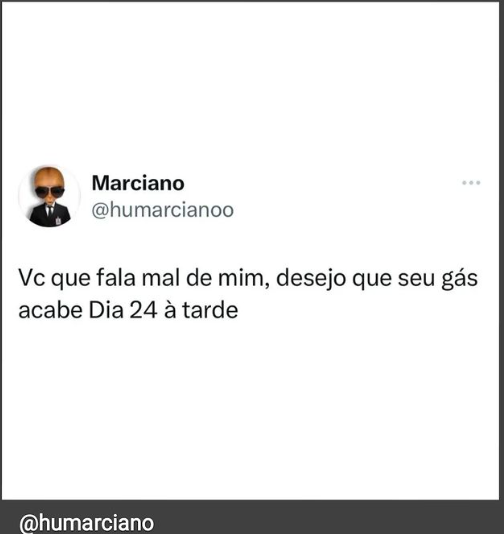 Marciano
@humarcianoo
Vc que fala mal de mim, desejo que seu gás
acabe Dia 24 à tarde
@humarciano